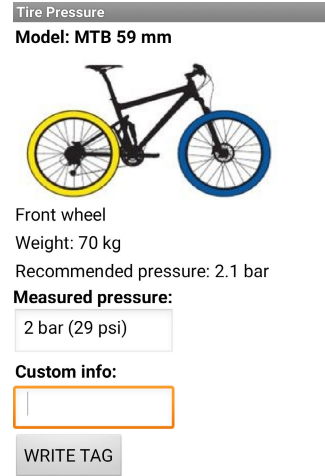 Tire Pressure
Model: MTB 59 mm
Front wheel
Weight: 70 kg
Recommended pressure: 2.1 bar
Measured pressure:
2 bar (29 psi)
Custom info:
WRITE TAG